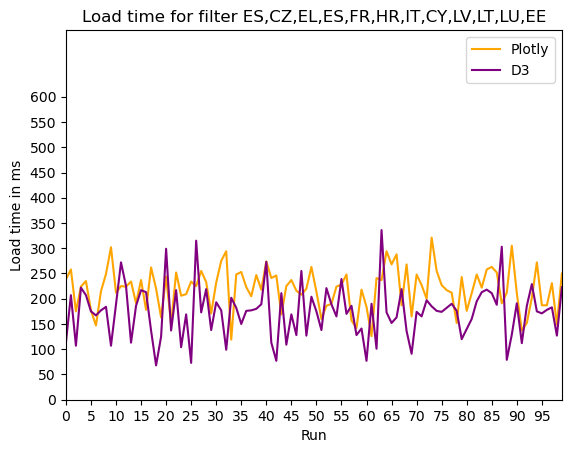 Load time for filter ES,CZ,EL,ES,FR,HR,IT,CY,LV,LT,LU,EE
Plotly
D3
600
550
500
450
400
350
300
250
200
150
100
50
0
Load time in ms
0 5 10 15 20 25 30 35 40 45 50 55 60 65 70 75 80 85 90 95
Run